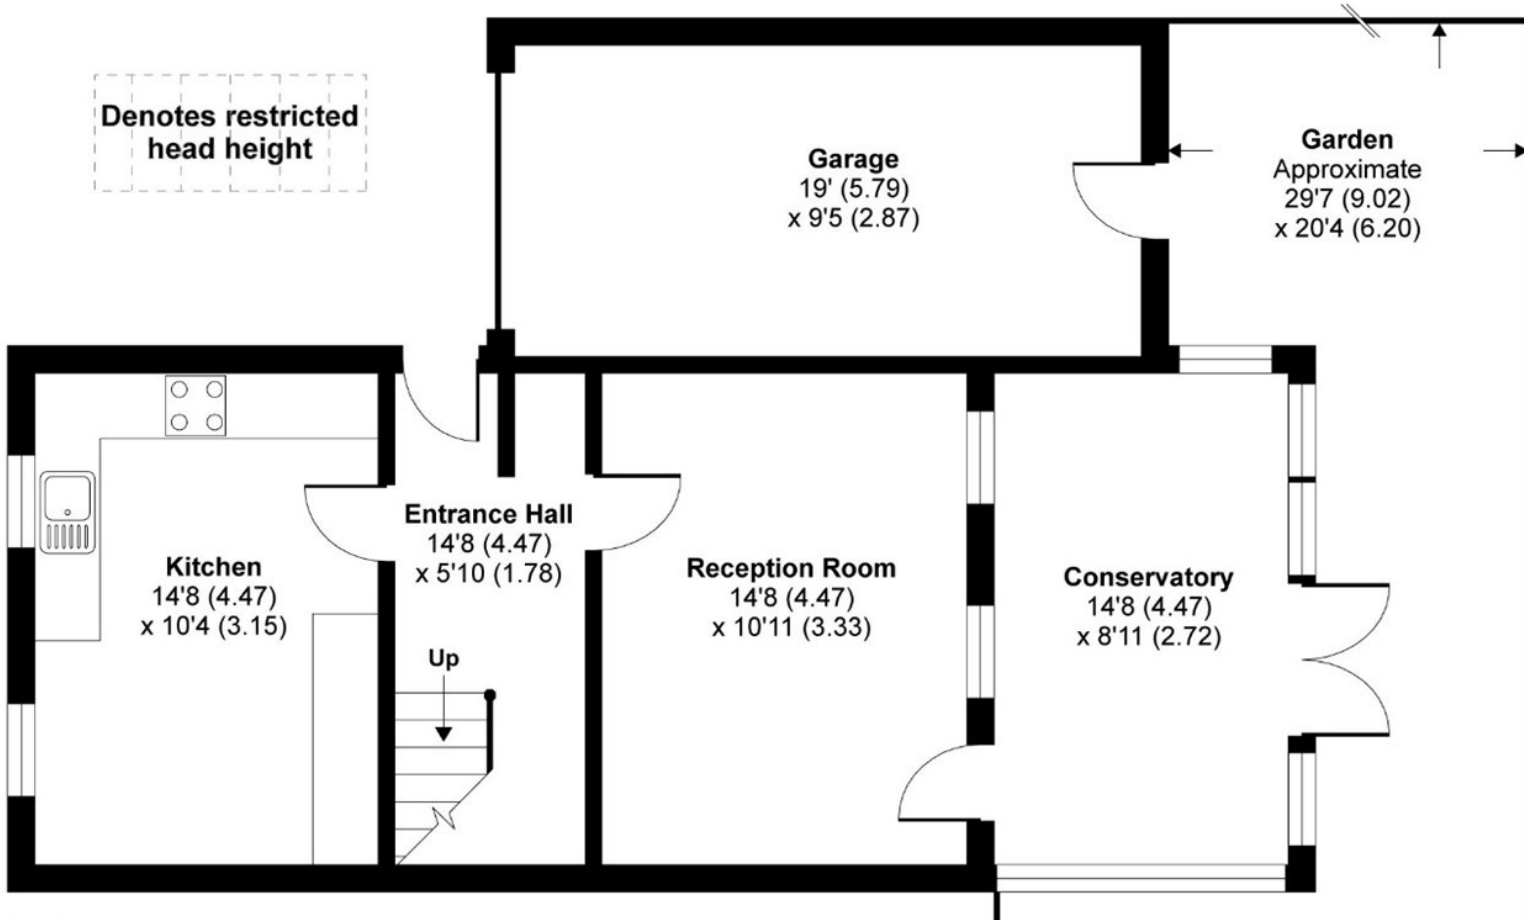 Denotes restricted
head height
Garage
19' (5.79)
x 9'5 (2.87)
Garden
Approximate
29'7 (9.02)
x 20'4 (6.20)
Entrance Hall
14'8 (4.47)
x 5'10 (1.78)
Kitchen
14'8 (4.47)
x 10'4 (3.15)
Reception Room
14'8 (4.47)
x 10'11 (3.33)
Conservatory
14'8 (4.47)
x 8'11 (2.72)
Up